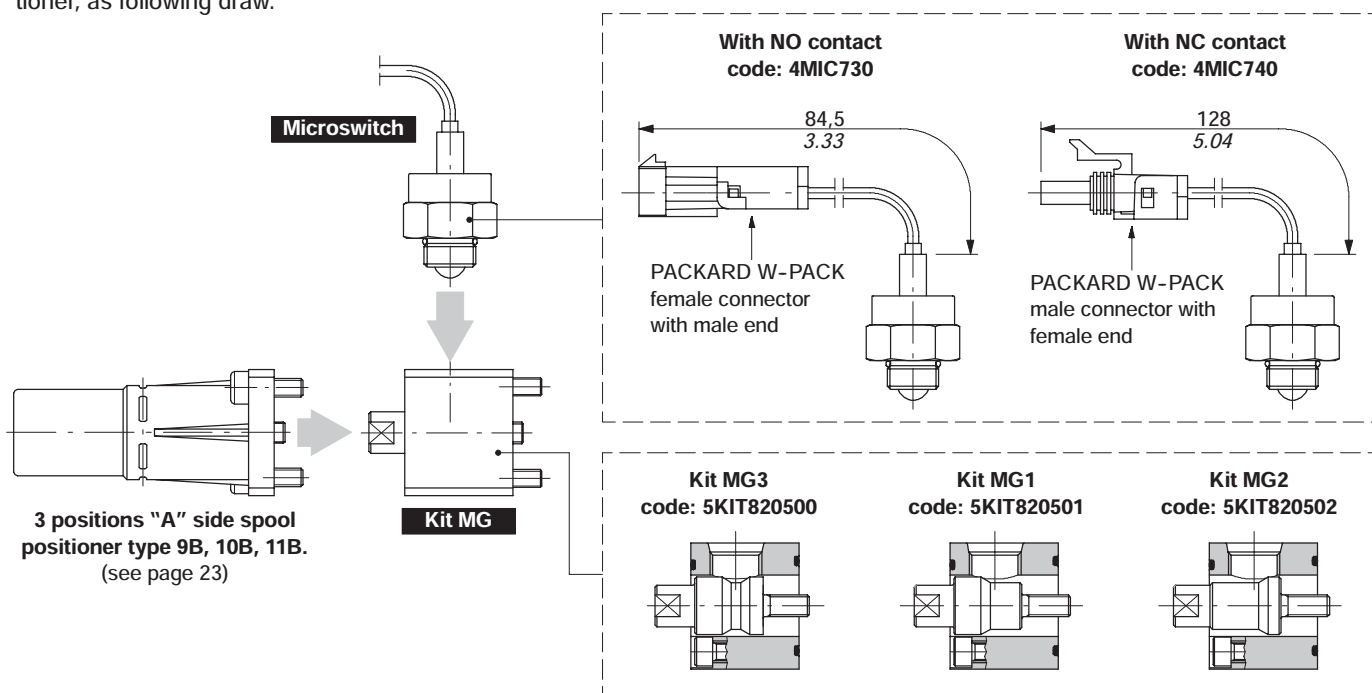 tioner, as following draw.
Microswitch
With NO contact
code: 4MIC730
84,5
3.33
PACKARD W-PACK
female connector
with male end
With NC contact
code: 4MIC740
128
5.04
PACKARD W-PACK
male connector with
female end
3 positions "A" side spool
positioner type 9B, 10B, 11B.
(see page 23)
Kit MG
Kit MG3
code: 5KIT820500
Kit MG1
code: 5KIT820501
Kit MG2
code: 5KIT820502